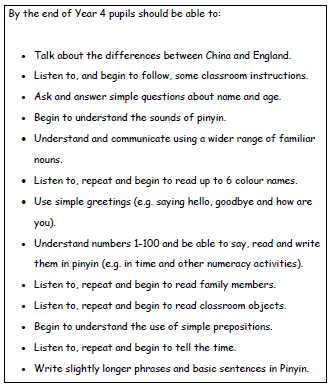 By the end of Year 4 pupils should be able to:
• Talk about the differences between China and England.
• Listen to, and begin to follow, some classroom instructions.
• Ask and answer simple questions about name and age.
• Begin to understand the sounds of pinyin.
• Understand and communicate using a wider range of familiar
nouns.
• Listen to, repeat and begin to read up to 6 colour names.
• Use simple greetings (e.g. saying hello, goodbye and how are
you).
• Understand numbers 1-100 and be able to say, read and write
them in pinyin (e.g. in time and other numeracy activities).
• Listen to, repeat and begin to read family members.
• Listen to, repeat and begin to read classroom objects.
• Begin to understand the use of simple prepositions.
• Listen to, repeat and begin to tell the time.
• Write slightly longer phrases and basic sentences in Pinyin.